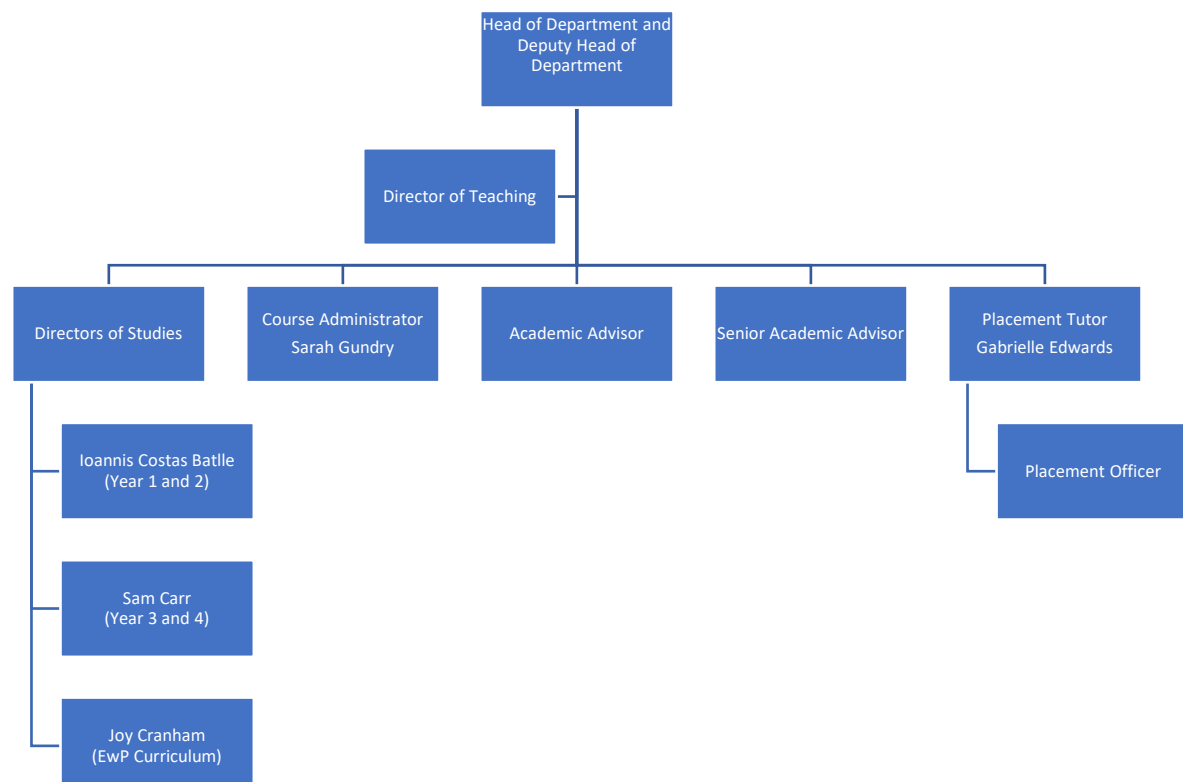 Head of Department and
Deputy Head of
Department
Director of Teaching
Directors of Studies
Course Administrator
Sarah Gundry
Academic Advisor
Senior Academic Advisor
Placement Tutor
Gabrielle Edwards
Ioannis Costas Batlle
(Year 1 and 2)
Placement Officer
Sam Carr
(Year 3 and 4)
Joy Cranham
(EwP Curriculum)